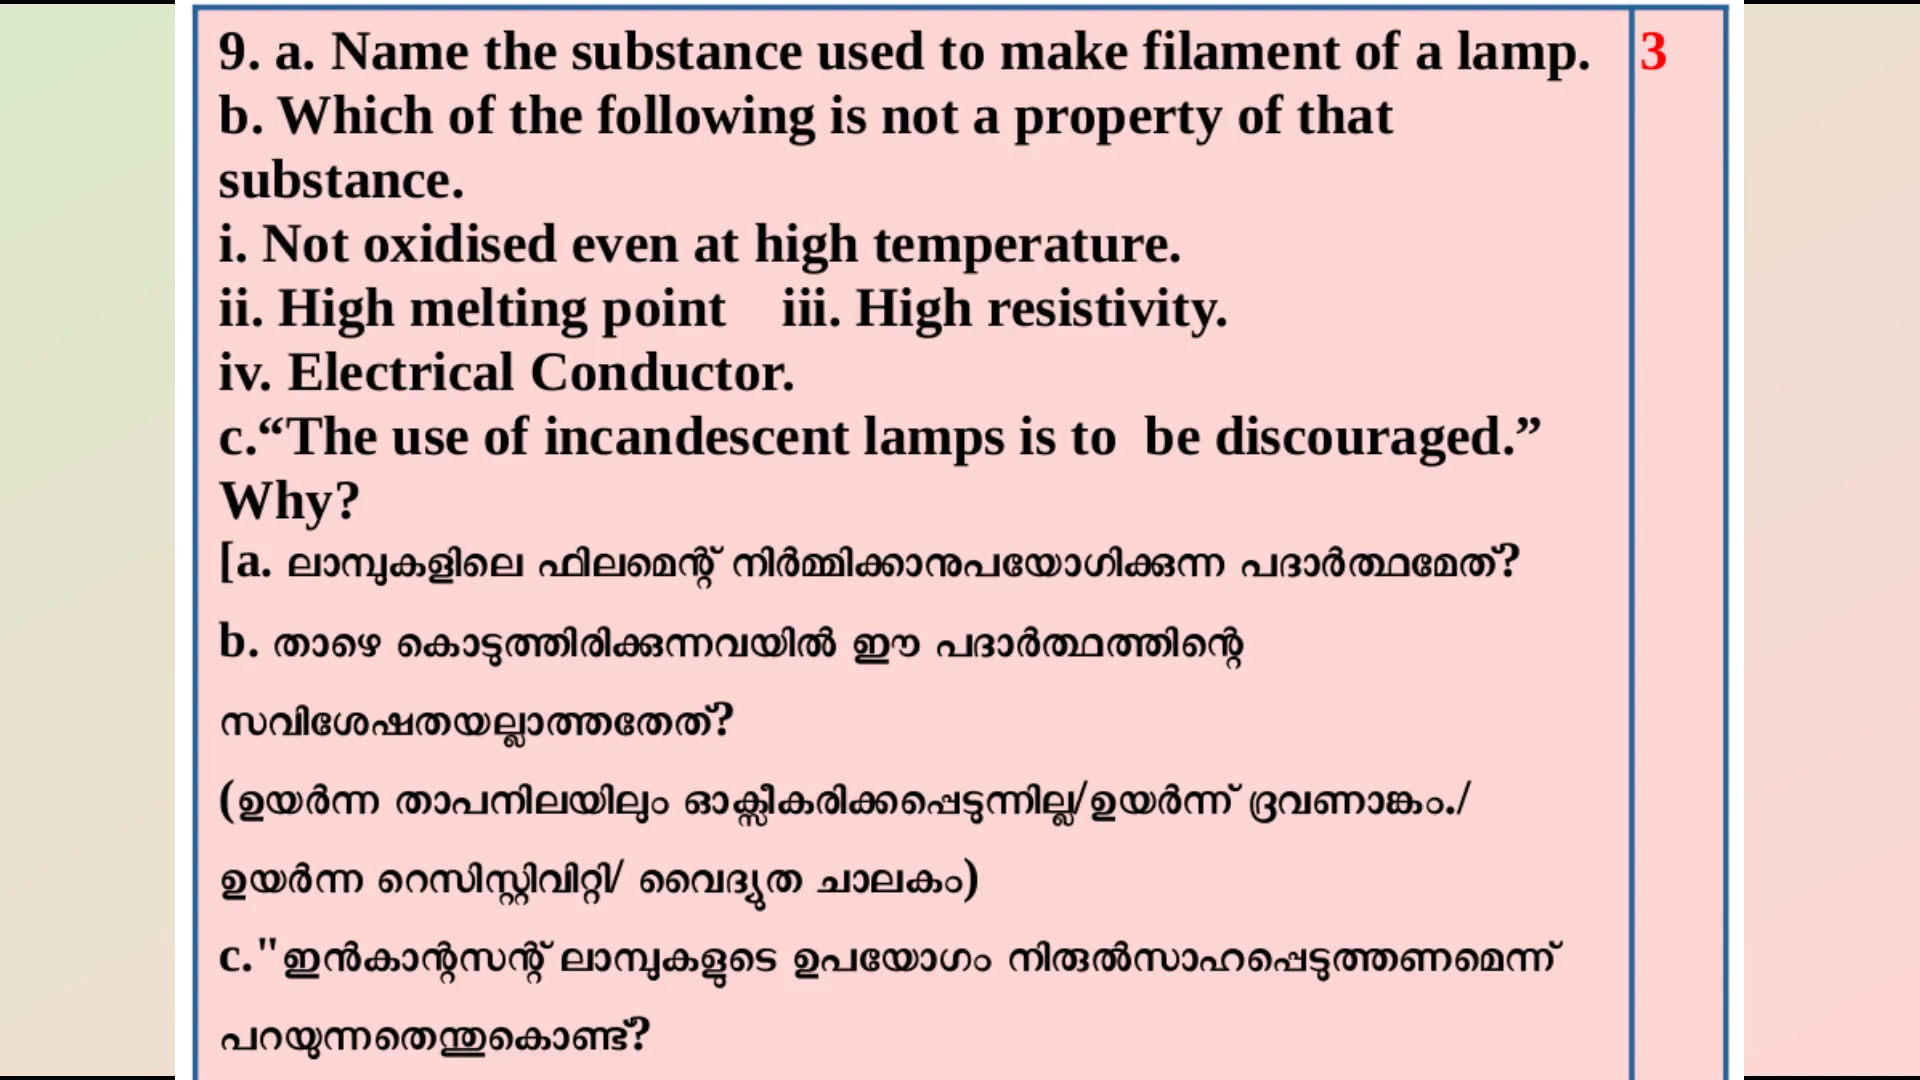 9. a. Name the substance used to make filament of a lamp. 3
b. Which of the following is not a property of that
substance.
i. Not oxidised even at high temperature.
ii. High melting point    iii. High resistivity.
iv. Electrical Conductor.
c.“The use of incandescent lamps is to  be discouraged.”
Why?
[a. ലാമ്പുകളിലെ ഫിലമെന്റ് നിർമ്മിക്കാനുപയോഗിക്കുന്ന പദാർത്ഥമേത്?
b. താഴെ കൊടുത്തിരിക്കുന്നവയിൽ ഈ പദാർത്ഥത്തിന്റെ
സവിശേഷതയല്ലാത്തതേത്?
(ഉയർന്ന താപനിലയിലും ഓക്സീകരിക്കപ്പെടുന്നില്ല/ഉയർന്ന് ദ്രവണാങ്കം./
ഉയർന്ന റെസിസ്റ്റിവിറ്റി/ വൈദ്യുത ചാലകം)
c."ഇൻകാന്റസന്റ് ലാമ്പുകളുടെ ഉപയോഗം നിരുൽസാഹപ്പെടുത്തണമെന്ന്
പറയുന്നതെന്തുകൊണ്ട്?